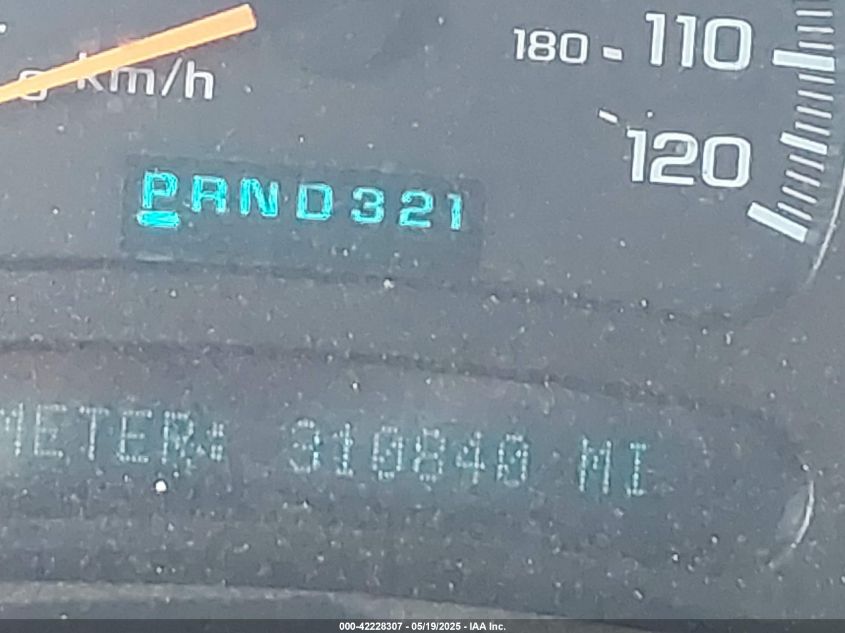 180 - 110
km/h
120
PRND321
METER: 310840 MI
000-42228307 - 05/19/2025 - IAA Inc.